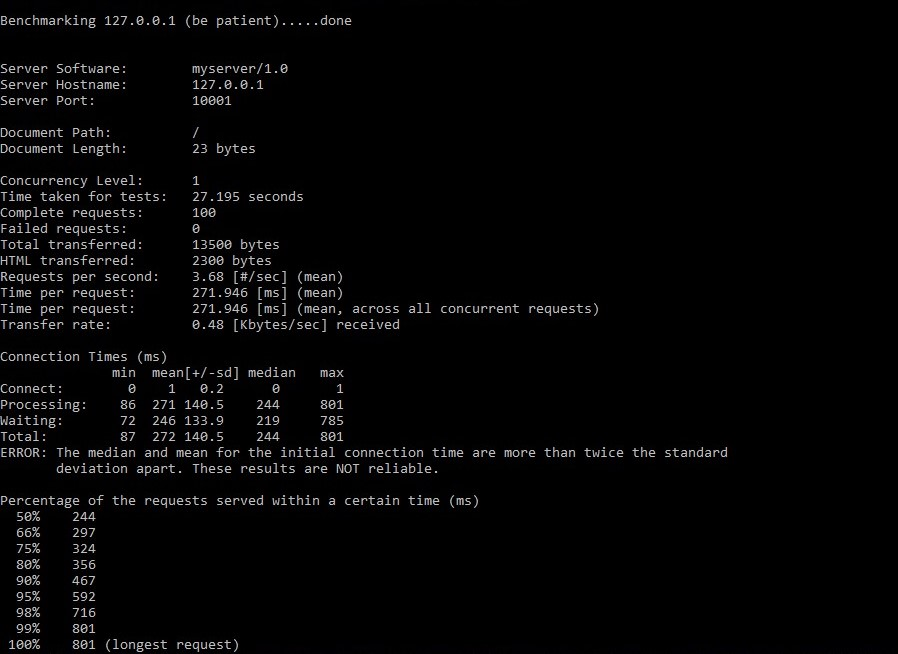 Benchmarking 127.0.0.1 (be patient).....done
Server Software:        myserver/1.0
Server Hostname:        127.0.0.1
Server Port:            10001
Document Path:          /
Document Length:        23 bytes
Concurrency Level:      1
Time taken for tests:   27.195 seconds
Complete requests:      100
Failed requests:        0
Total transferred:      13500 bytes
HTML transferred:       2300 bytes
Requests per second:    3.68 [#/sec] (mean)
Time per request:       271.946 [ms] (mean)
Time per request:       271.946 [ms] (mean, across all concurrent requests)
Transfer rate:          0.48 [Kbytes/sec] received
Connection Times (ms)
              min  mean[+/-sd] median   max
Connect:        0    1   0.2      0       1
Processing:    86  271 140.5    244     801
Waiting:       72  246 133.9    219     785
Total:         87  272 140.5    244     801
ERROR: The median and mean for the initial connection time are more than twice the standard
       deviation apart. These results are NOT reliable.
Percentage of the requests served within a certain time (ms)
  50%    244
  66%    297
  75%    324
  80%    356
  90%    467
  95%    592
  98%    716
  99%    801
 100%    801 (longest request)